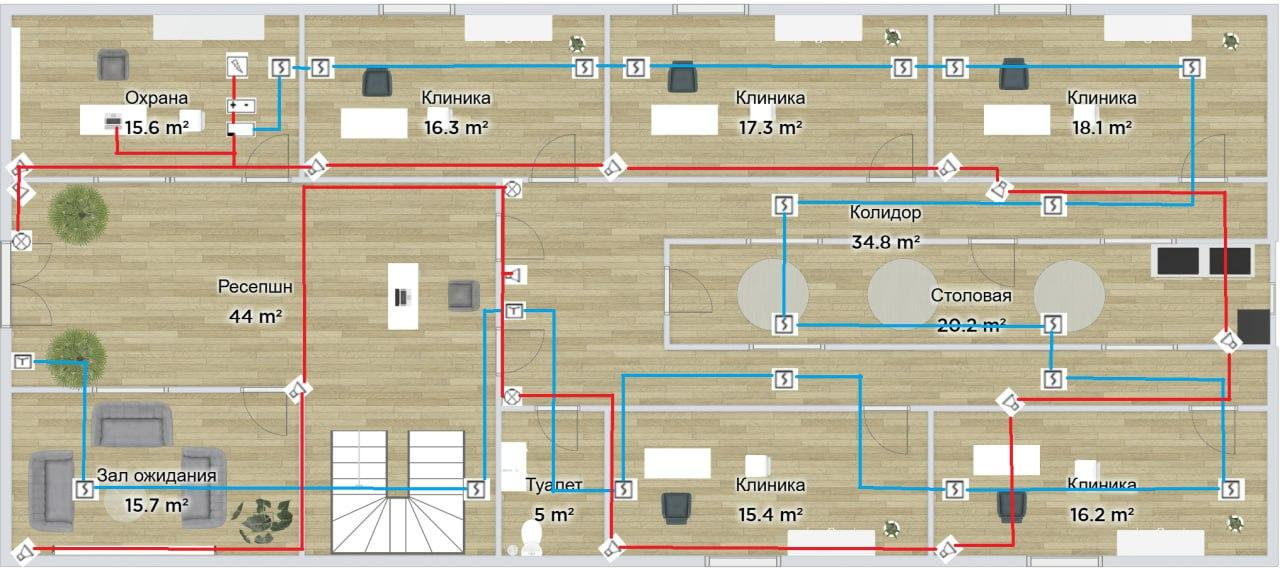 Охрана
15.6 m²
Клиника
16.3 m²
Клиника
17.3 m²
Клиника
18.1 m²
Колидор
34.8 m²
Ресепшн
44 m²
Столовая
20.2 m²
Зал ожидания
15.7 m²
Туалет
5 m²
Клиника
15.4 m²
Клиника
16.2 m²